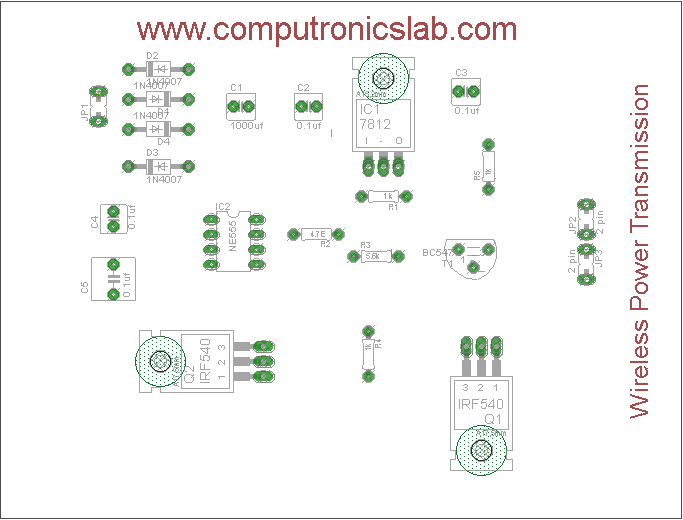 www.computronicslab.com
D2
1N4007
1N4007
D1
1N4007
D4
D3
1N4007
JP1
C1
1000uf
C2
0.1uf
IC1
7812
I - O
C3
0.1uf
R5
1k
1k
R1
C4
0.1uf
C5
0.1uf
IC2
NE555
4.7E
R2
R3
5.6k
BC547
T1
JP2
2 pin
2 pin
JP3
Wireless Power Transmission
Q2
IRF540
1 2 3
1k
R4
3 2 1
IRF540
Q1